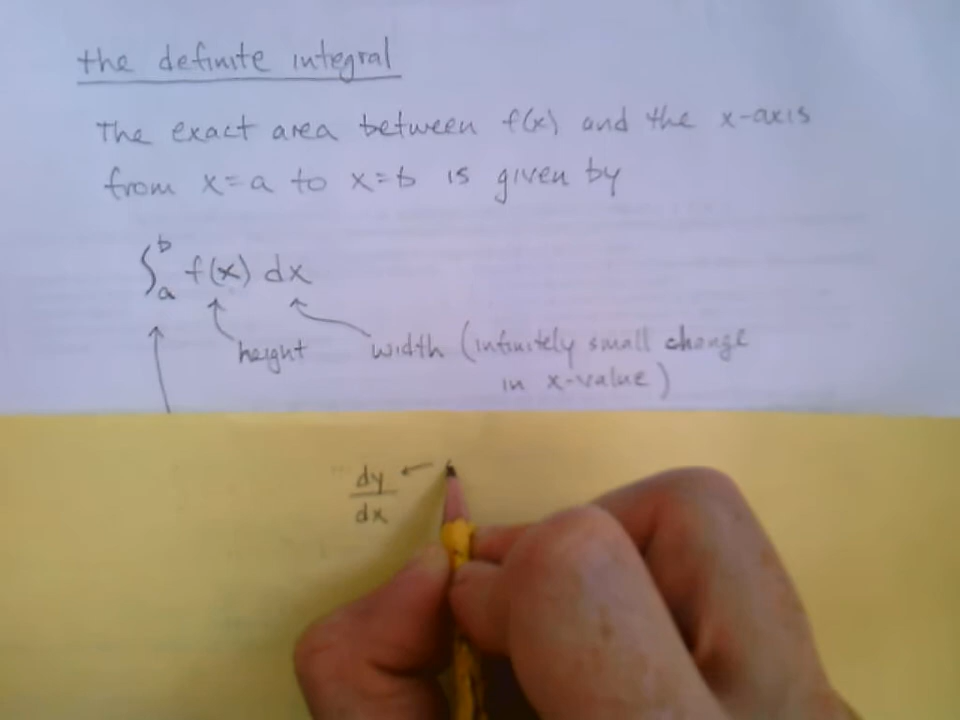 the definite integral
The exact area between f(x) and the x-axis
from x=a to x=b is given by
∫_a^b f(x) dx
height width (infinitely small change
in x-value)
dy
dx